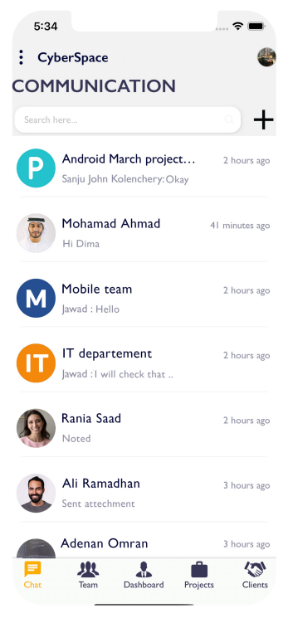 5:34
CyberSpace
COMMUNICATION
Search here...
P
Android March project...
2 hours ago
Sanju John Kolenchery: Okay
Mohamad Ahmad
41 minutes ago
Hi Dima
M
Mobile team
2 hours ago
Jawad : Hello
IT
IT departement
2 hours ago
Jawad : I will check that ..
Rania Saad
2 hours ago
Noted
Ali Ramadhan
3 hours ago
Sent attechment
Adenan Omran
3 hours ago
Chat
Team
Dashboard
Projects
Clients